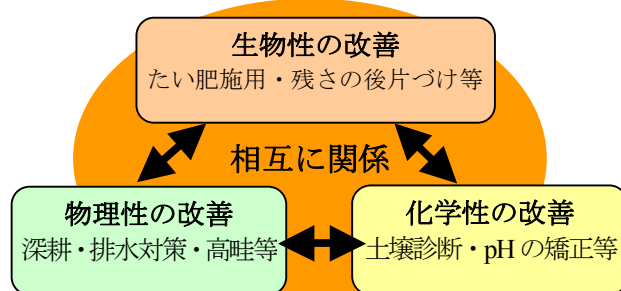 生物性の改善
たい肥施用・残さの後片づけ等
相互に関係
物理性の改善
深耕・排水対策・高畦等
化学性の改善
土壌診断・pH の矯正等